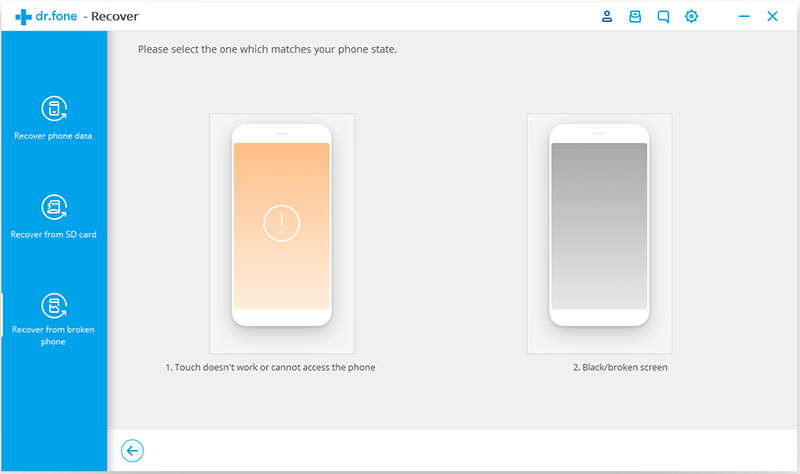 dr.fone - Recover
Please select the one which matches your phone state.
Recover phone data
Recover from SD card
Recover from broken
phone
1. Touch doesn't work or cannot access the phone
2. Black/broken screen